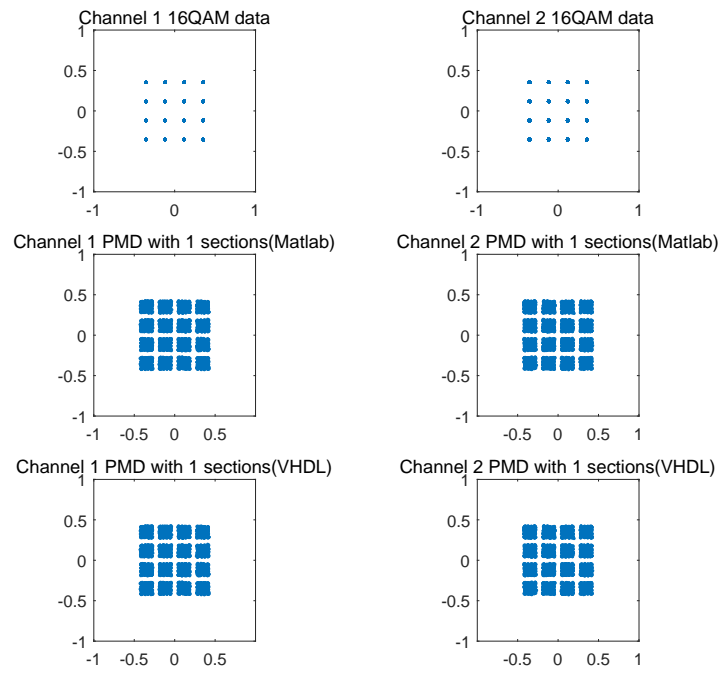 Channel 1 16QAM data
1
0.5
0
-0.5
-1
-1 0 1
Channel 2 16QAM data
1
0.5
0
-0.5
-1
-1 0 1
Channel 1 PMD with 1 sections(Matlab)
1
0.5
0
-0.5
-1
-1 -0.5 0 0.5
Channel 2 PMD with 1 sections(Matlab)
1
0.5
0
-0.5
-1
-0.5 0 0.5 1
Channel 1 PMD with 1 sections(VHDL)
1
0.5
0
-0.5
-1
-1 -0.5 0 0.5
Channel 2 PMD with 1 sections(VHDL)
1
0.5
0
-0.5
-1
-0.5 0 0.5 1